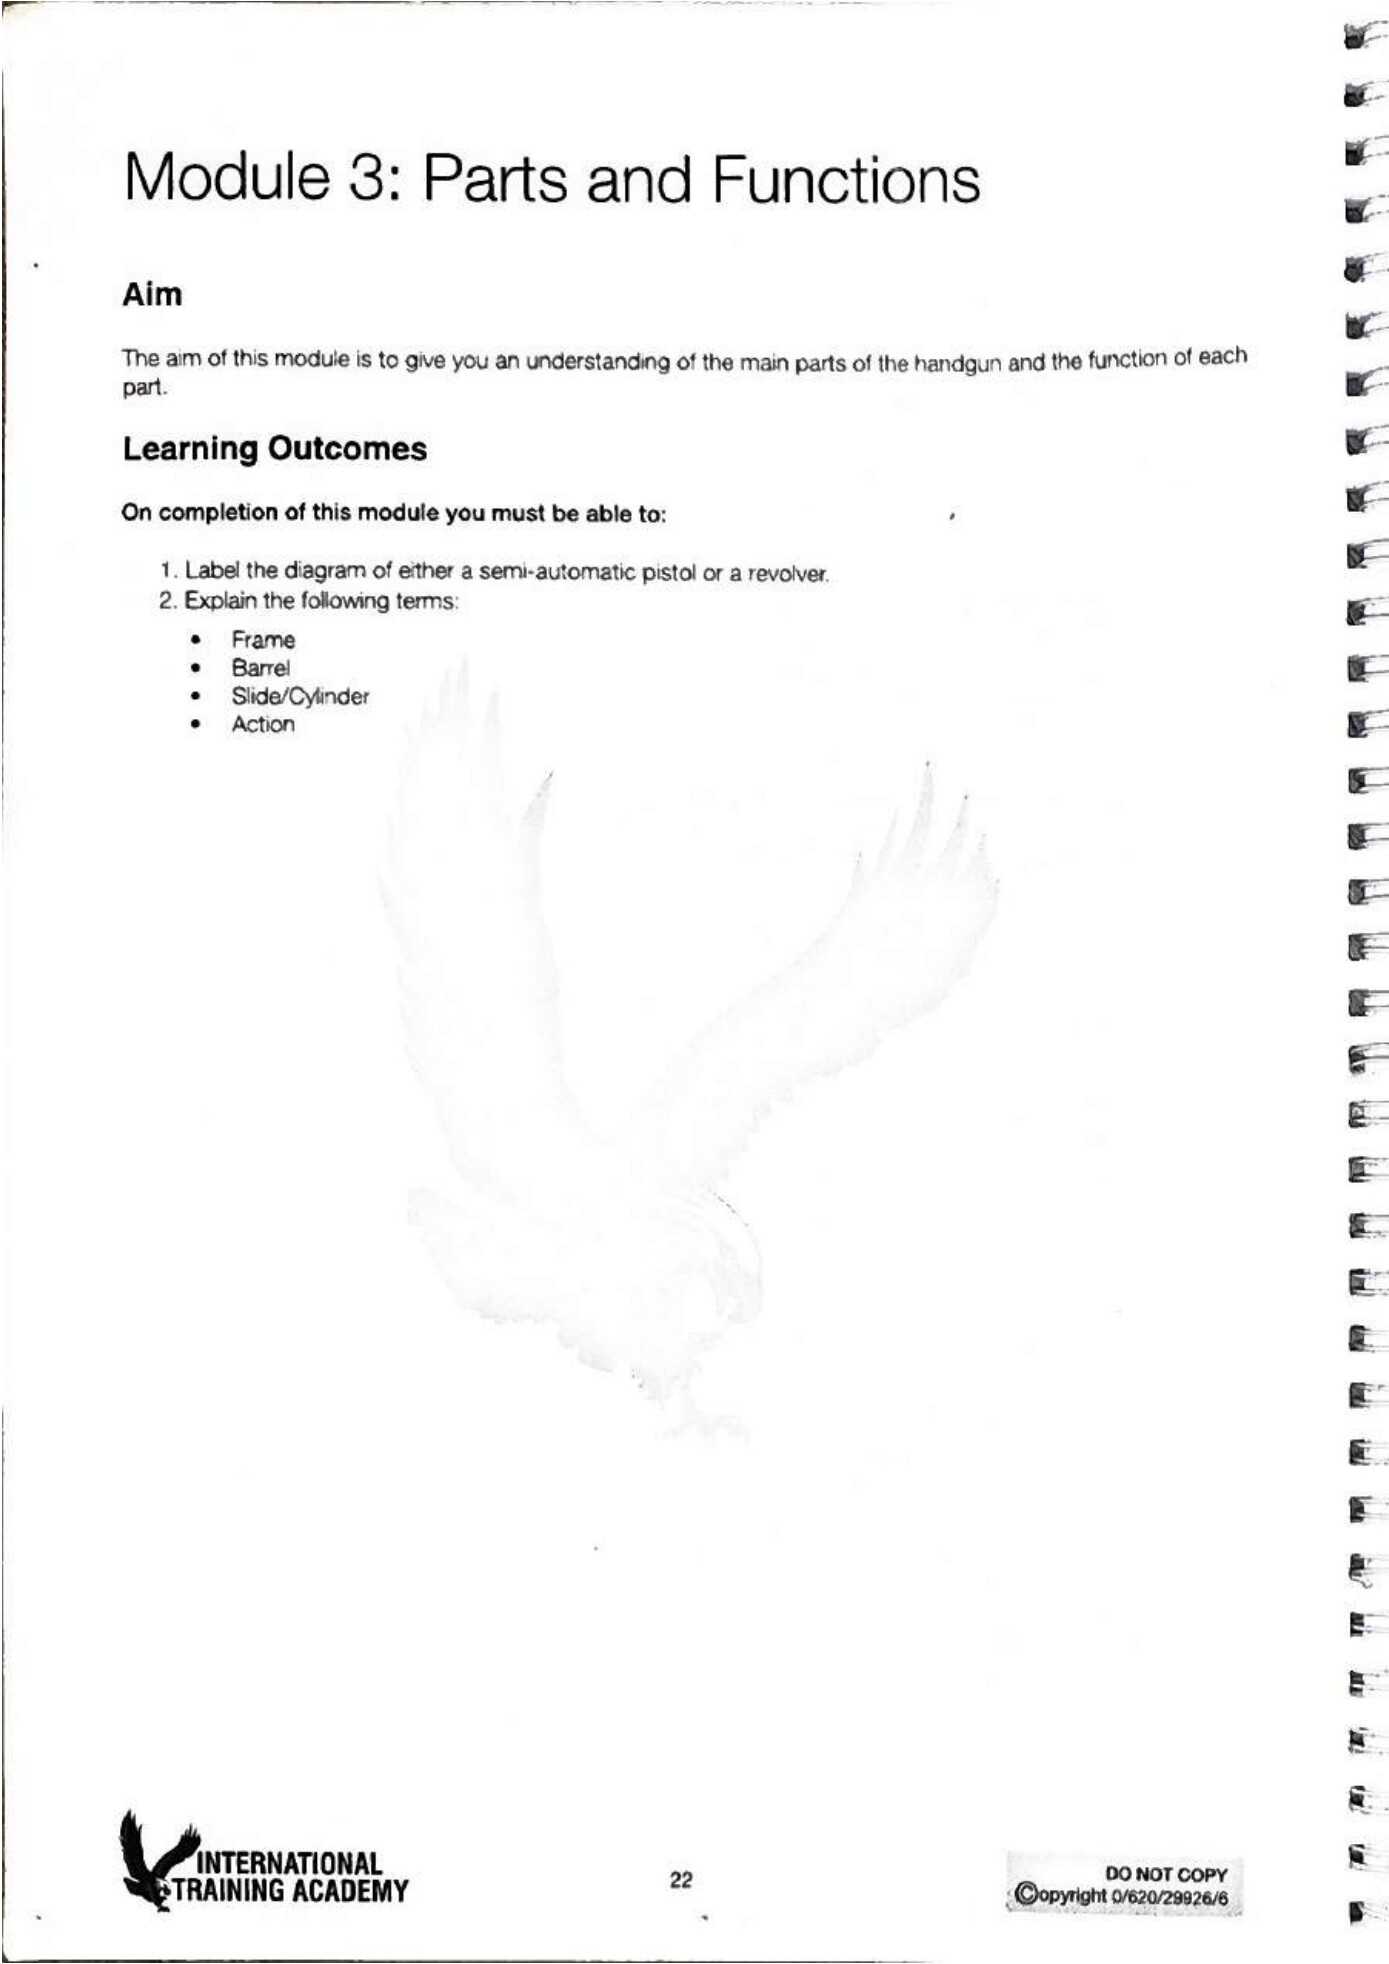 Module 3: Parts and Functions
Aim
The aim of this module is to give you an understanding of the main parts of the handgun and the function of each
part.
Learning Outcomes
On completion of this module you must be able to:
1. Label the diagram of either a semi-automatic pistol or a revolver.
2. Explain the following terms:
• Frame
• Barrel
• Slide/Cylinder
• Action
INTERNATIONAL
TRAINING ACADEMY
22
DO NOT COPY
©opyright 0/620/29926/6